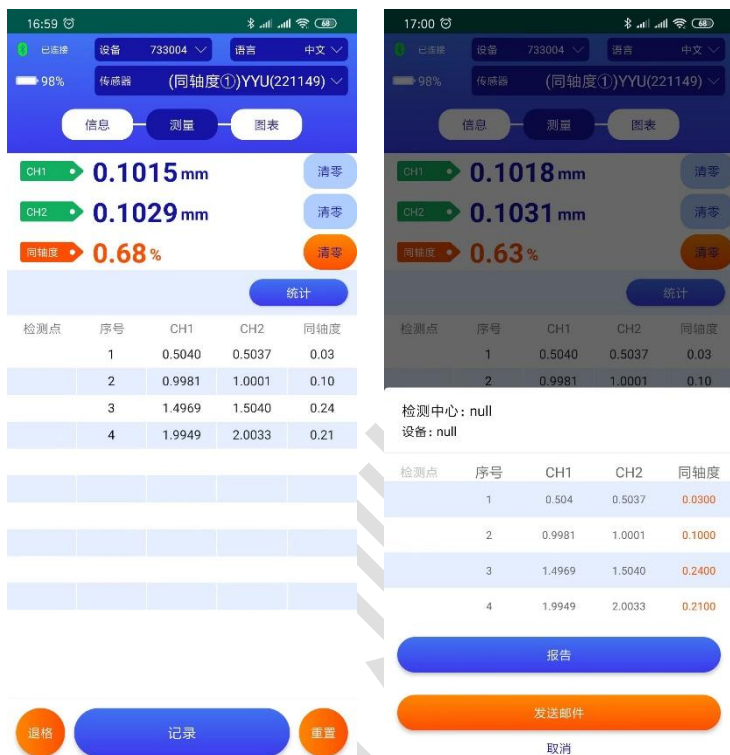 16:59
68
已连接
设备
733004
语言
中文
98%
传感器
(同轴度①)YYU(221149)
信息
测量
图表
CH1
0.1015 mm
清零
CH2
0.1029 mm
清零
同轴度
0.68 %
清零
统计
检测点 序号 CH1 CH2 同轴度
1 0.5040 0.5037 0.03
2 0.9981 1.0001 0.10
3 1.4969 1.5040 0.24
4 1.9949 2.0033 0.21
退格
记录
重置
17:00
68
已连接
设备
733004
语言
中文
98%
传感器
(同轴度①)YYU(221149)
信息
测量
图表
CH1
0.1018 mm
清零
CH2
0.1031 mm
清零
同轴度
0.63 %
清零
统计
检测点 序号 CH1 CH2 同轴度
1 0.5040 0.5037 0.03
2 0.9981 1.0001 0.10
检测中心: null
设备: null
检测点 序号 CH1 CH2 同轴度
1 0.504 0.5037 0.0300
2 0.9981 1.0001 0.1000
3 1.4969 1.5040 0.2400
4 1.9949 2.0033 0.2100
报告
发送邮件
取消